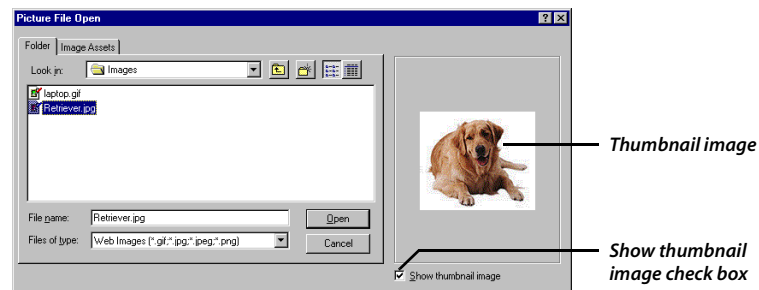 Picture File Open
Folder Image Assets
Look in: Images
laptop.gif
Retriever.jpg
File name: Retriever.jpg Open
Files of type: Web Images (*.gif;*.jpg;*.jpeg;*.png) Cancel
Show thumbnail image
Thumbnail image
Show thumbnail
image check box